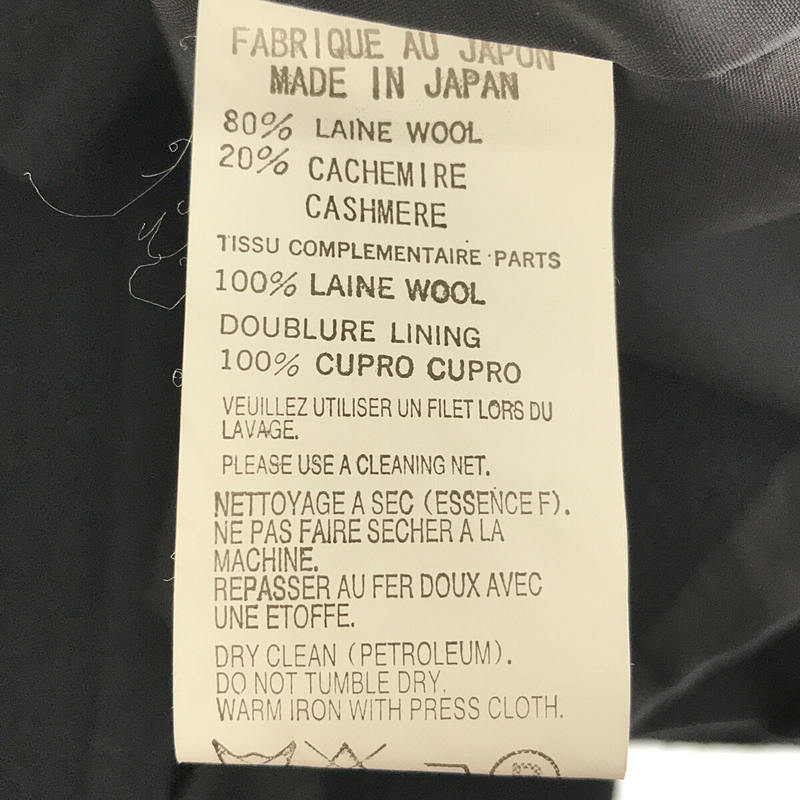 FABRIQUE AU JAPON
MADE IN JAPAN
80% LAINE WOOL
20% CACHEMIRE
CASHMERE
TISSU COMPLEMENTAIRE·PARTS
100% LAINE WOOL
DOUBLURE LINING
100% CUPRO CUPRO
VEUILLEZ UTILISER UN FILET LORS DU
LAVAGE.
PLEASE USE A CLEANING NET.
NETTOYAGE A SEC (ESSENCE F).
NE PAS FAIRE SECHER A LA
MACHINE.
REPASSER AU FER DOUX AVEC
UNE ETOFFE.
DRY CLEAN (PETROLEUM).
DO NOT TUMBLE DRY.
WARM IRON WITH PRESS CLOTH.